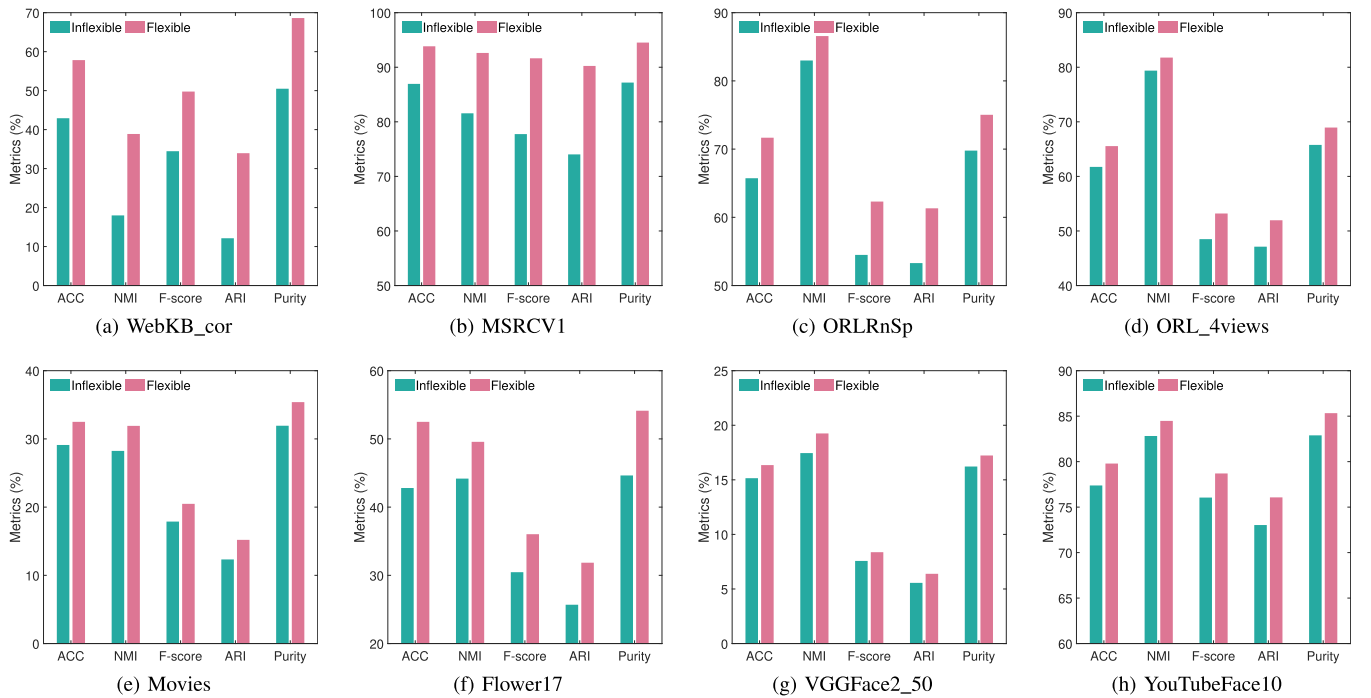 Inflexible Flexible
Metrics (%)
70
60
50
40
30
20
10
0
ACC NMI F-score ARI Purity
(a) WebKB_cor
Inflexible Flexible
Metrics (%)
100
90
80
70
60
50
ACC NMI F-score ARI Purity
(b) MSRCV1
Inflexible Flexible
Metrics (%)
90
80
70
60
50
ACC NMI F-score ARI Purity
(c) ORLRnSp
Inflexible Flexible
Metrics (%)
90
80
70
60
50
40
ACC NMI F-score ARI Purity
(d) ORL_4views
Inflexible Flexible
Metrics (%)
40
30
20
10
0
ACC NMI F-score ARI Purity
(e) Movies
Inflexible Flexible
Metrics (%)
60
50
40
30
20
ACC NMI F-score ARI Purity
(f) Flower17
Inflexible Flexible
Metrics (%)
25
20
15
10
5
0
ACC NMI F-score ARI Purity
(g) VGGFace2_50
Inflexible Flexible
Metrics (%)
90
85
80
75
70
65
60
ACC NMI F-score ARI Purity
(h) YouTubeFace10